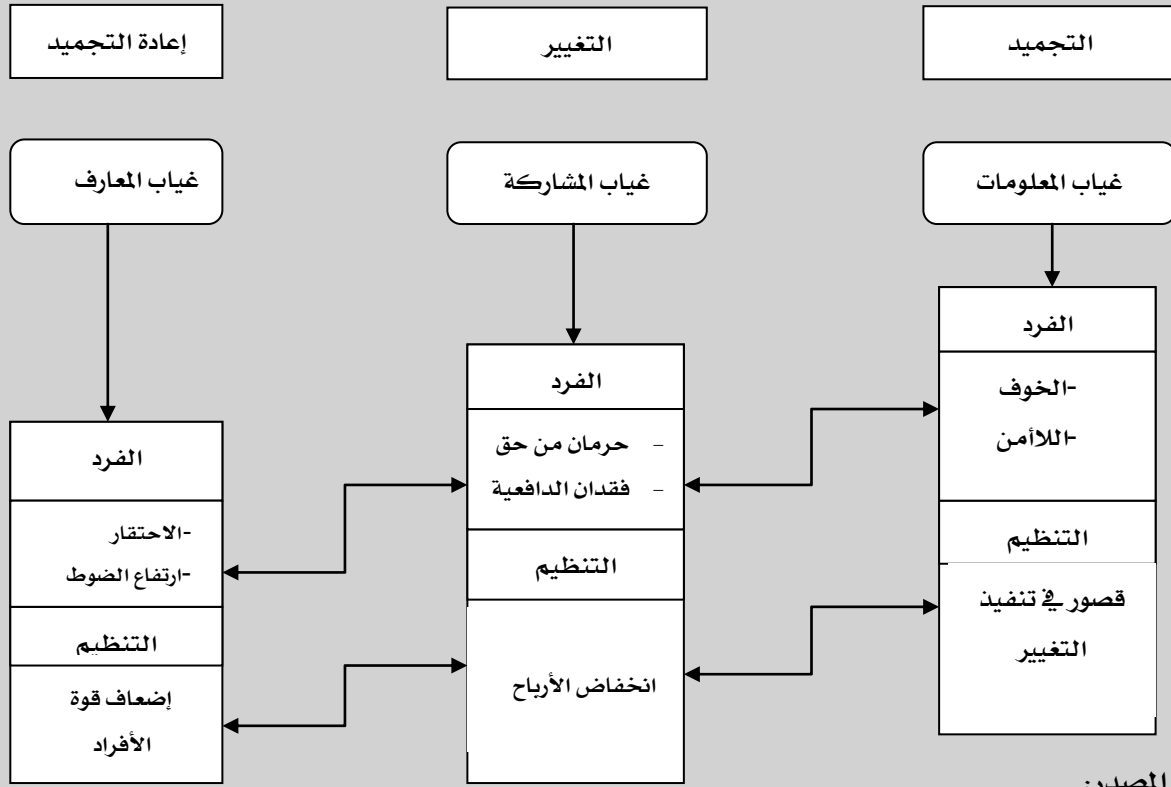 التجميد
التغيير
إعادة التجميد
غياب المعلومات
غياب المشاركة
غياب المعارف
الفرد
-الخوف
-اللاأمن
التنظيم
قصور في تنفيذ
التغيير
الفرد
- حرمان من حق
- فقدان الدافعية
التنظيم
انخفاض الأرباح
الفرد
-الاحتقار
-ارتفاع الضوط
التنظيم
إضعاف قوة
الأفراد
المصدر: